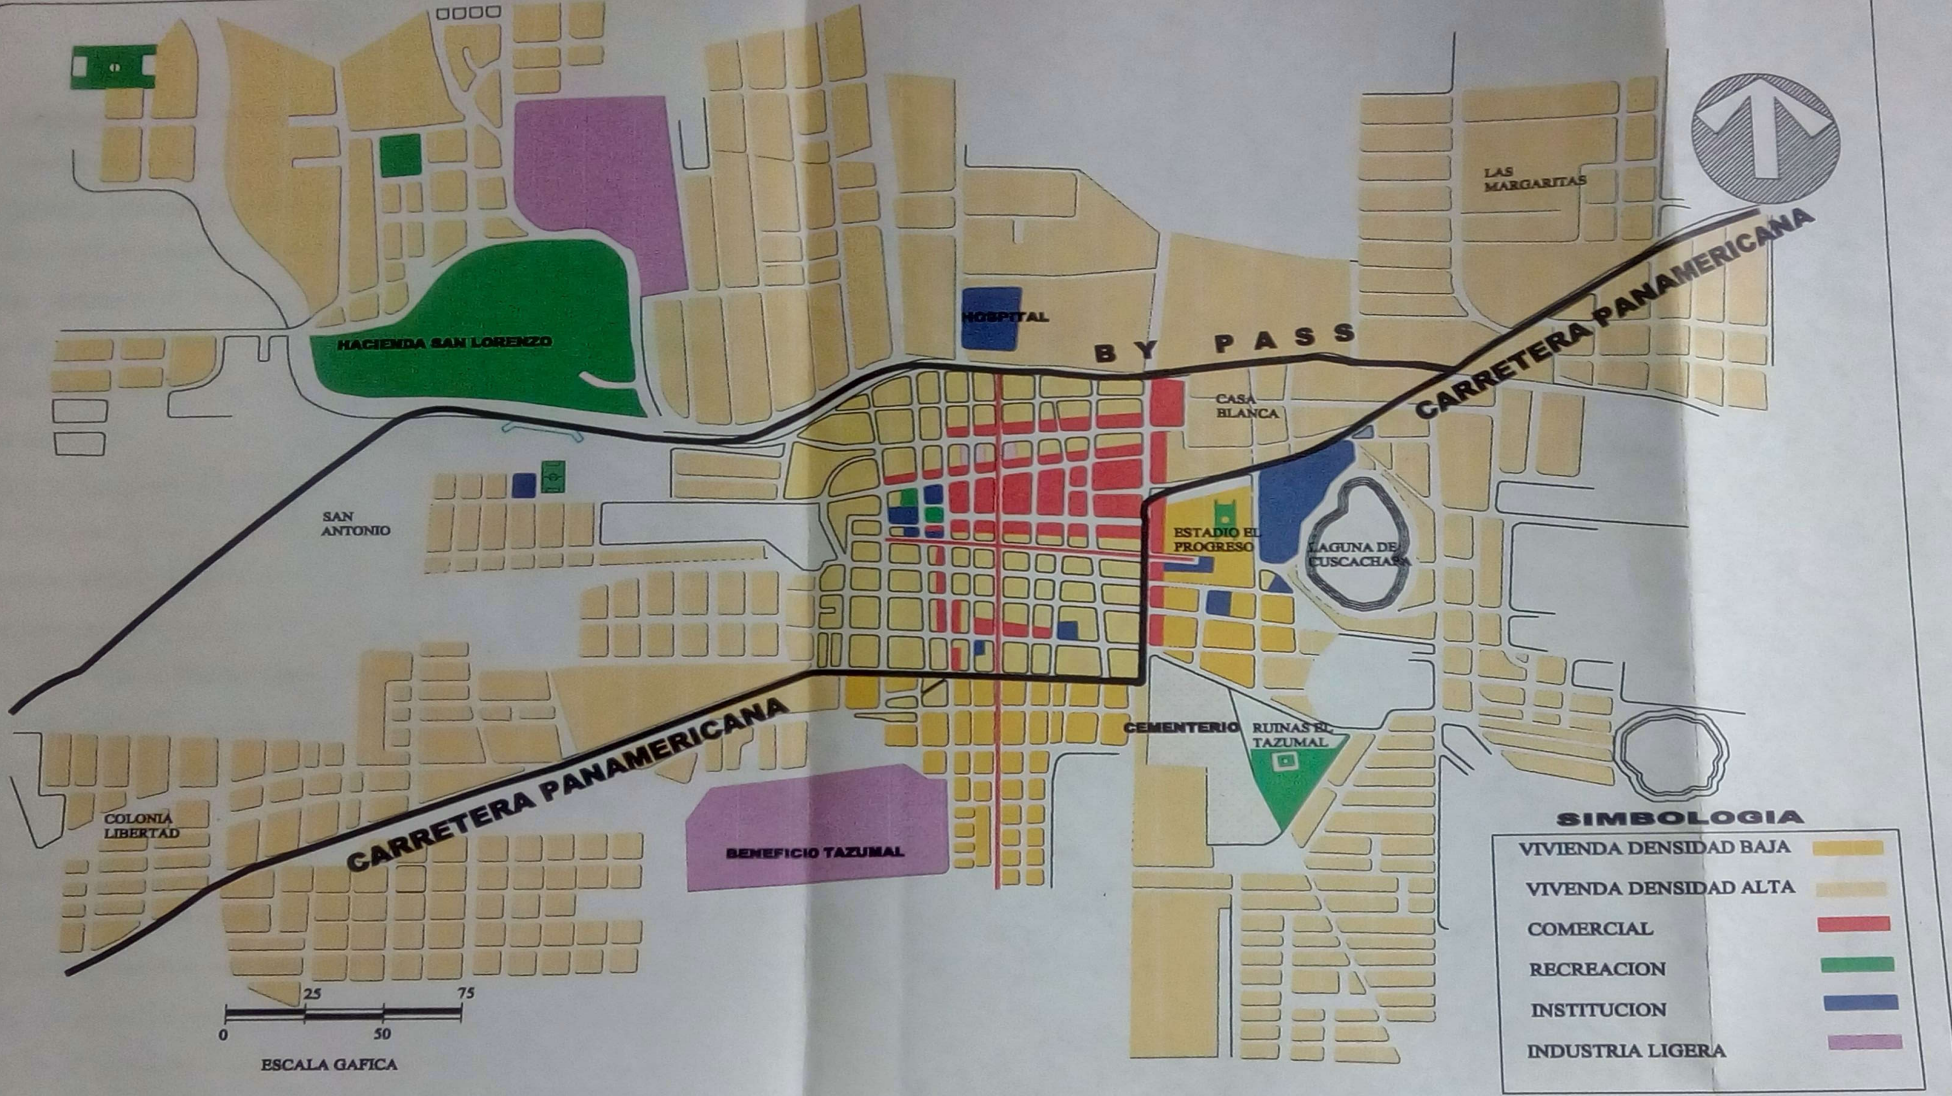 LAS
MARGARITAS
CARRETERA PANAMERICANA
HOSPITAL
BY PASS
HACIENDA SAN LORENZO
CASA
BLANCA
SAN
ANTONIO
ESTADIO EL
PROGRESO
LAGUNA DE
CUSCACHAPA
CARRETERA PANAMERICANA
CEMENTERIO
RUINAS EL
TAZUMAL
COLONIA
LIBERTAD
BENEFICIO TAZUMAL
SIMBOLOGIA
VIVIENDA DENSIDAD BAJA
VIVENDA DENSIDAD ALTA
COMERCIAL
RECREACION
INSTITUCION
INDUSTRIA LIGERA
25 75
0 50
ESCALA GAFICA